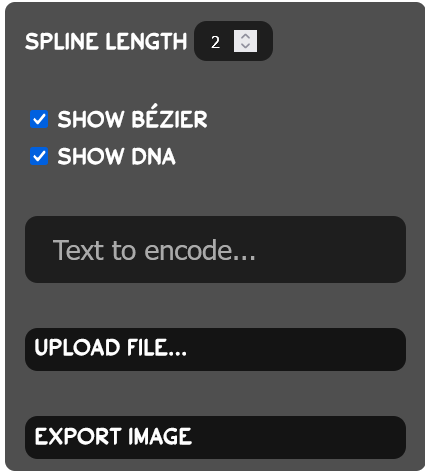 SPLINE LENGTH 2
SHOW BÉZIER
SHOW DNA
Text to encode...
UPLOAD FILE...
EXPORT IMAGE